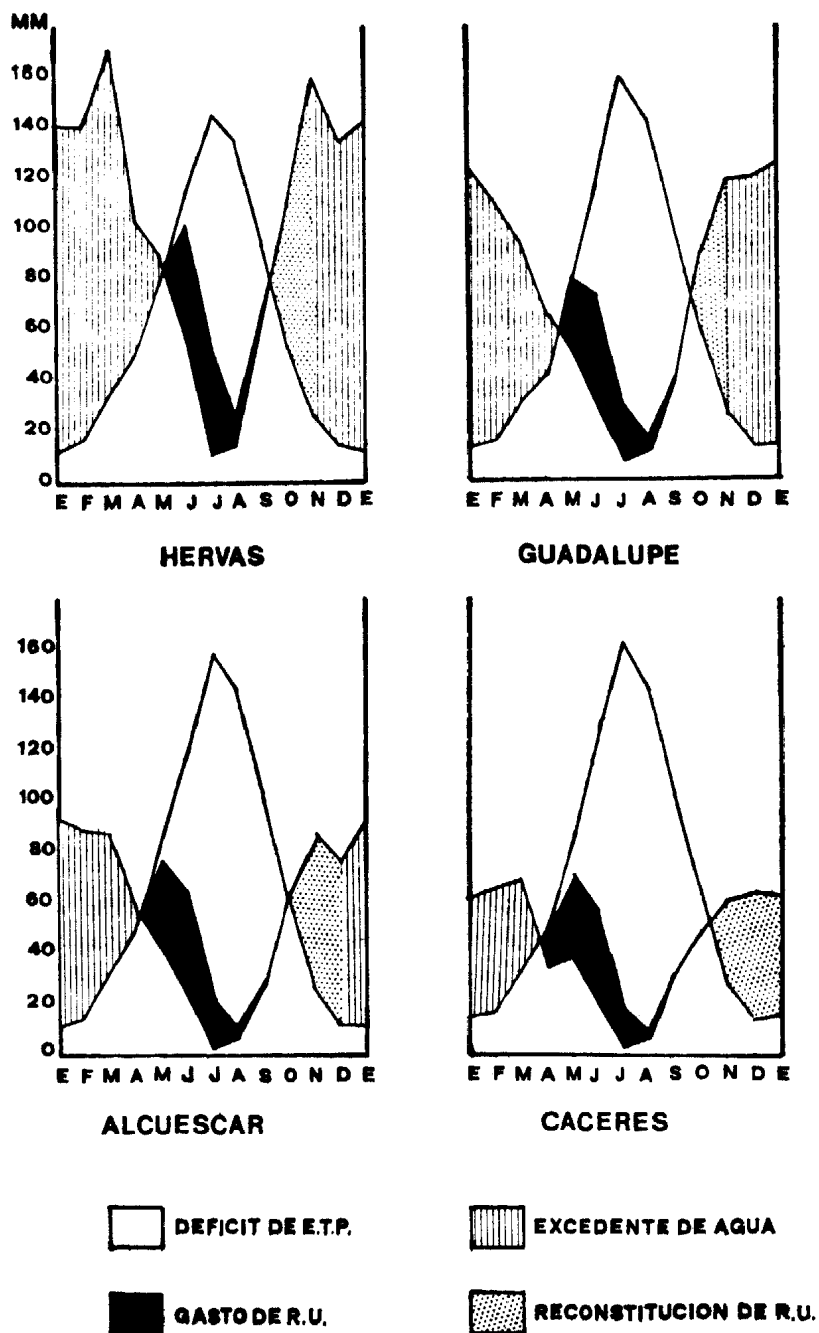 MM
160
140
120
100
80
60
40
20
0
E F M A M J J A S O N D E
E F M A M J J A S O N D E
HERVAS
GUADALUPE
160
140
120
100
80
60
40
20
0
E F M A M J J A S O N D E
E F M A M J J A S O N D E
ALCUESCAR
CACERES
DEFICIT DE E.T.P.
EXCEDENTE DE AGUA
GASTO DE R.U.
RECONSTITUCION DE R.U.